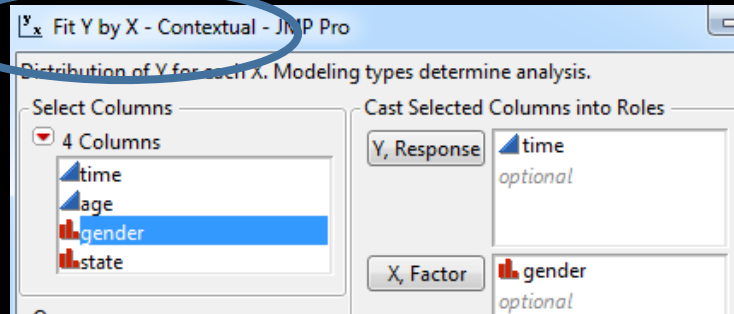 Fit Y by X - Contextual - JMP Pro
Distribution of Y for each X. Modeling types determine analysis.
Select Columns
4 Columns
time
age
gender
state
Cast Selected Columns into Roles
Y, Response
time
optional
X, Factor
gender
optional